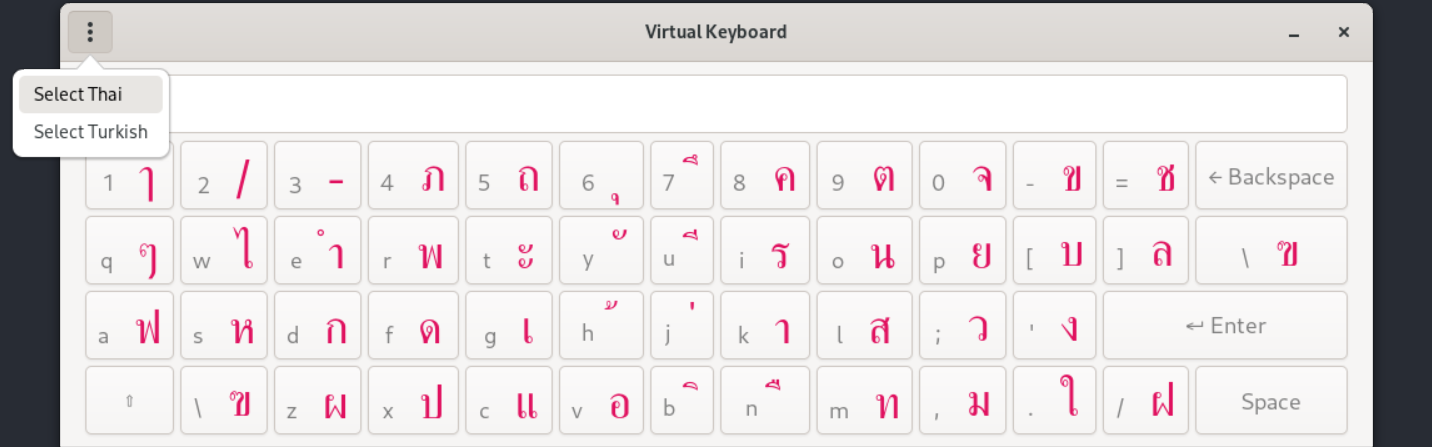 Virtual Keyboard
Select Thai
Select Turkish
1 ๅ 2 / 3 - 4 ภ 5 ถ 6 ุ 7 ึ 8 ค 9 ต 0 จ - ข = ช ← Backspace
q ๆ w ไ e ำ r พ t ะ y ั u ี i ร o น p ย [ บ ] ล \ ฃ
a ฟ s ห d ก f ด g เ h ้ j ่ k า l ส ; ว ' ง ↵ Enter
⇧ \ ฃ z ผ x ป c แ v อ b ิ n ื m ท , ม . ใ / ฝ Space